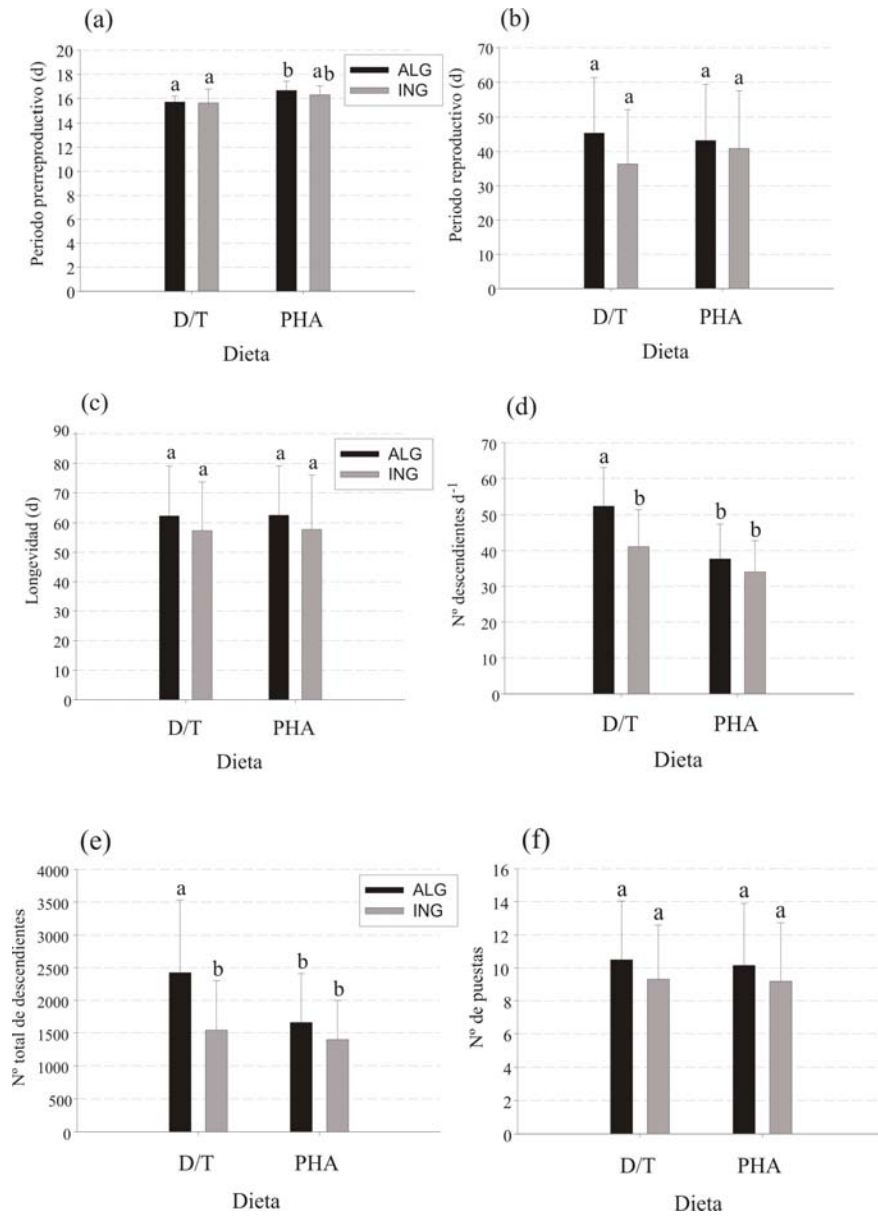 (a)
Periodo prerreproductivo (d)
20
18
16
14
12
10
8
6
4
2
0
a a b ab
ALG
ING
D/T PHA
Dieta
(b)
Periodo reproductivo (d)
70
60
50
40
30
20
10
0
a a a a
D/T PHA
Dieta
(c)
Longevidad (d)
90
80
70
60
50
40
30
20
10
0
a a a a
ALG
ING
D/T PHA
Dieta
(d)
Nº descendientes d-1
70
60
50
40
30
20
10
0
a b b b
D/T PHA
Dieta
(e)
Nº total de descendientes
4000
3500
3000
2500
2000
1500
1000
500
0
a b b b
ALG
ING
D/T PHA
Dieta
(f)
Nº de puestas
16
14
12
10
8
6
4
2
0
a a a a
D/T PHA
Dieta